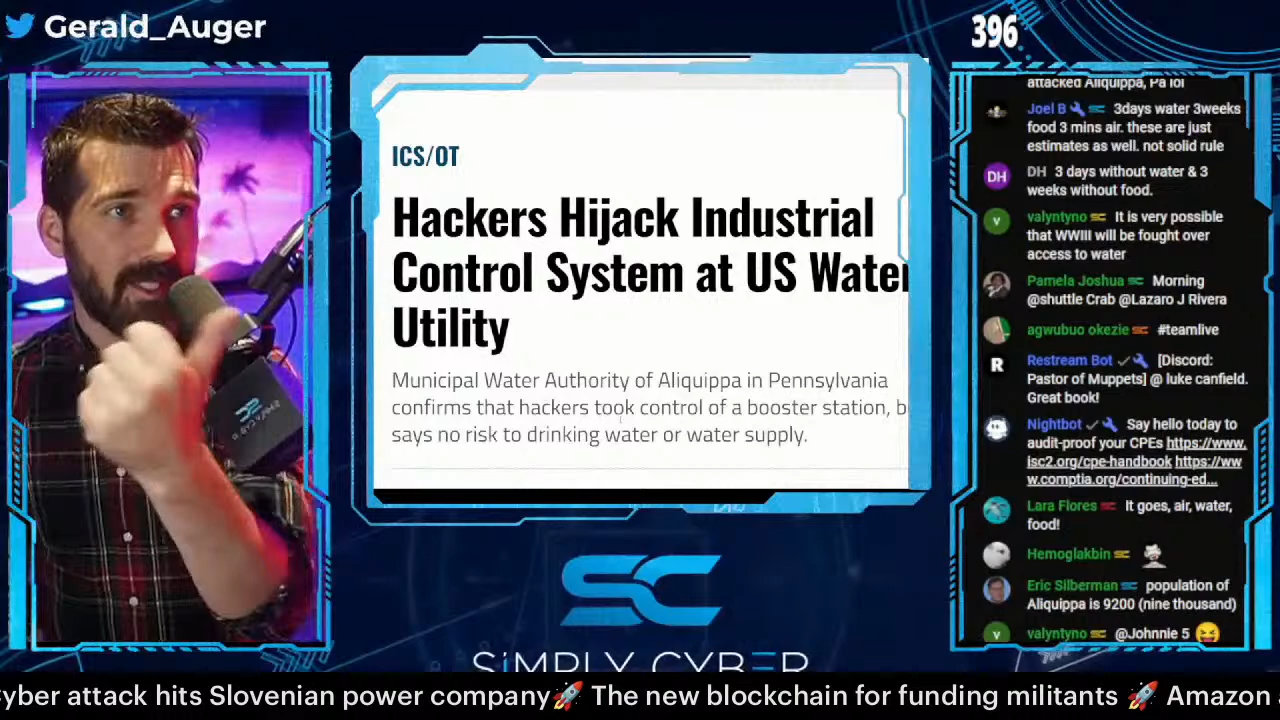 Gerald_Auger
396
ICS/OT
Hackers Hijack Industrial
Control System at US Water
Utility
Municipal Water Authority of Aliquippa in Pennsylvania
confirms that hackers took control of a booster station, b
says no risk to drinking water or water supply.
attacked Aliquippa, Pa lol
Joel B 3days water 3weeks
food 3 mins air. these are just
estimates as well. not solid rule
DH DH 3 days without water & 3
weeks without food.
v valyntyno It is very possible
that WWIII will be fought over
access to water
Pamela Joshua Morning
@shuttle Crab @Lazaro J Rivera
agwubuo okezie #teamlive
R Restream Bot [Discord:
Pastor of Muppets] @ luke canfield.
Great book!
Nightbot Say hello today to
audit-proof your CPEs https://www.
isc2.org/cpe-handbook https://ww
w.comptia.org/continuing-ed...
Lara Flores It goes, air, water,
food!
Hemoglakbin
Eric Silberman population of
Aliquippa is 9200 (nine thousand)
v valyntyno @Johnnie 5
SC
SIMPLY CYBER
yber attack hits Slovenian power company🚀 The new blockchain for funding militants 🚀 Amazon